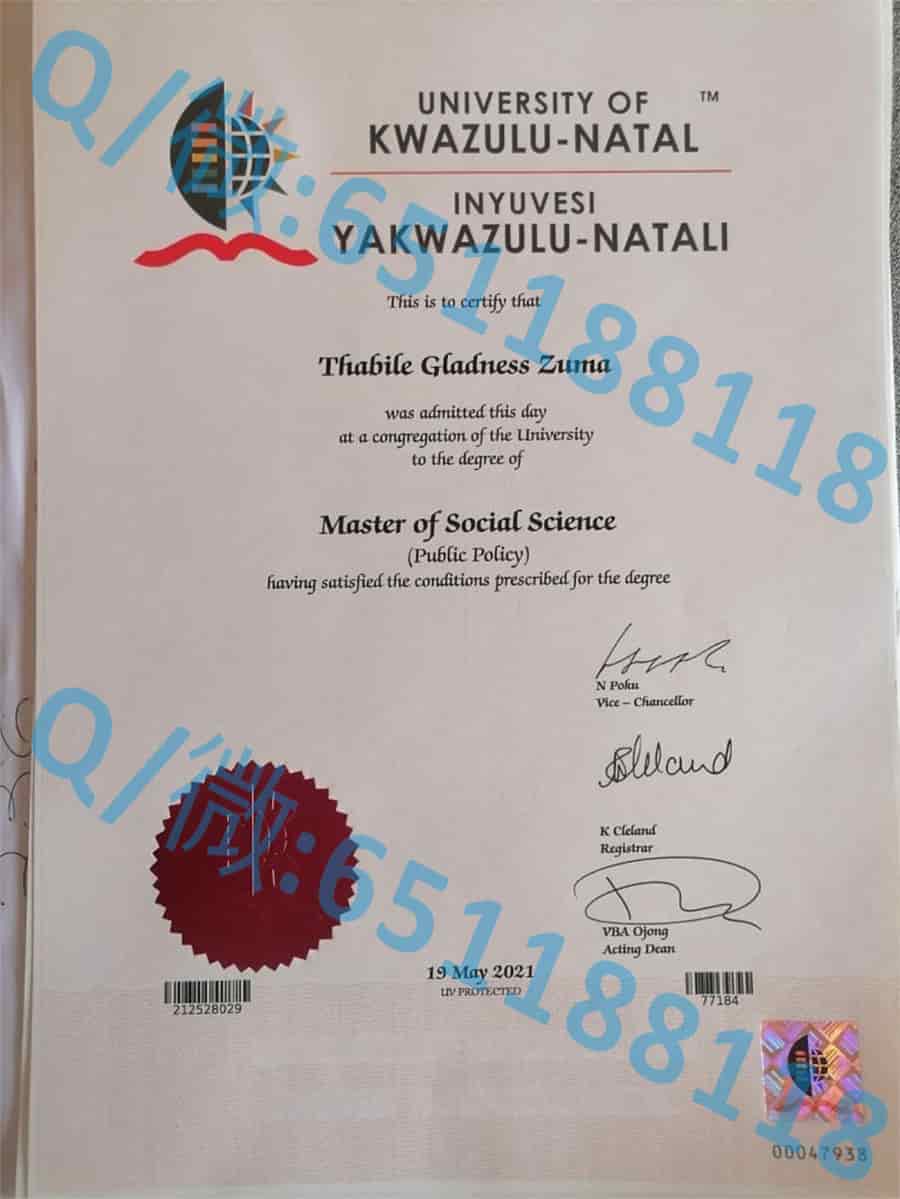 UNIVERSITY OF ™
KWAZULU-NATAL
INYUVESI
YAKWAZULU-NATALI
This is to certify that
Thabile Gladness Zuma
was admitted this day
at a congregation of the University
to the degree of
Master of Social Science
(Public Policy)
having satisfied the conditions prescribed for the degree
N Poku
Vice – Chancellor
K Cleland
Registrar
VBA Ojong
Acting Dean
19 May 2021
UV PROTECTED
212528029
77184
00047938
Q/微:651188118
Q/微:651188118